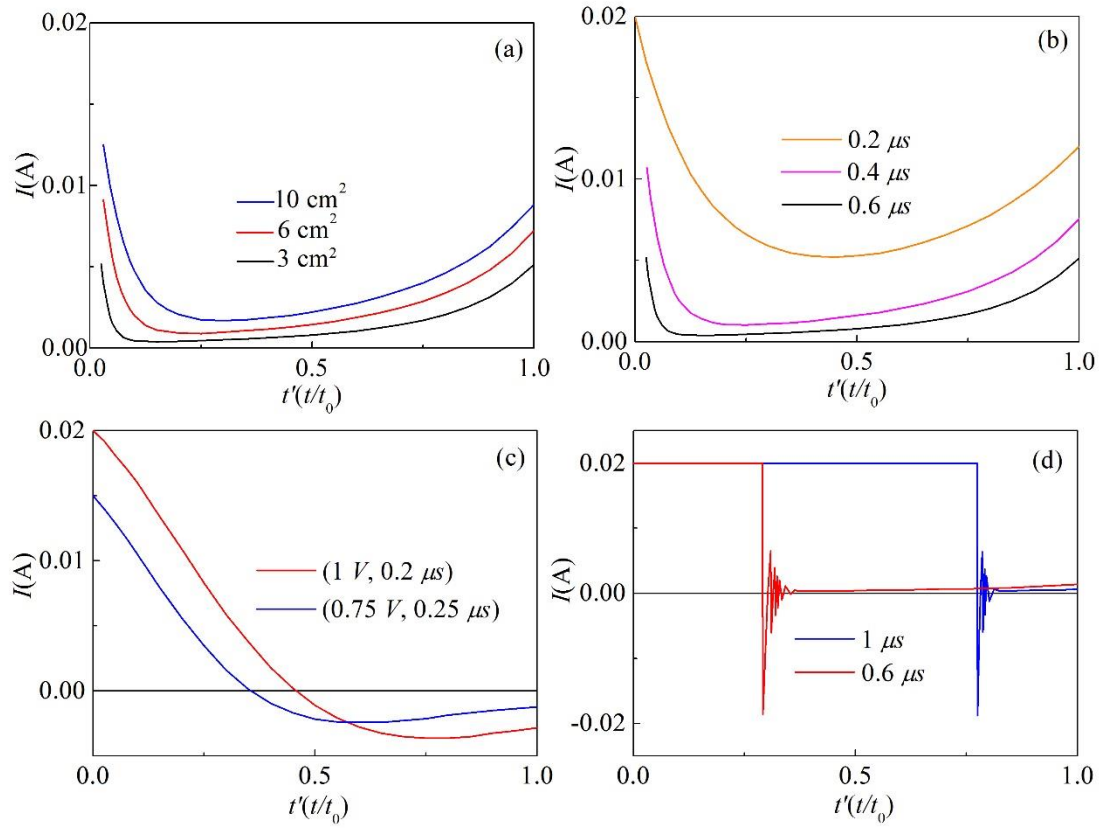 (a)
0.02
0.01
0.00
I(A)
10 cm²
6 cm²
3 cm²
0.0 0.5 1.0
t'(t/t₀)
(b)
0.02
0.01
0.00
I(A)
0.2 μs
0.4 μs
0.6 μs
0.0 0.5 1.0
t'(t/t₀)
(c)
0.02
0.01
0.00
I(A)
(1 V, 0.2 μs)
(0.75 V, 0.25 μs)
0.0 0.5 1.0
t'(t/t₀)
(d)
0.02
0.00
-0.02
I(A)
1 μs
0.6 μs
0.0 0.5 1.0
t'(t/t₀)